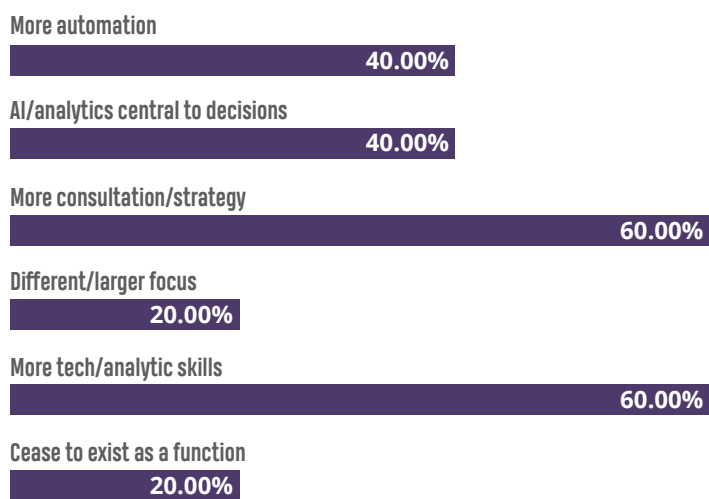 More automation
40.00%
AI/analytics central to decisions
40.00%
More consultation/strategy
60.00%
Different/larger focus
20.00%
More tech/analytic skills
60.00%
Cease to exist as a function
20.00%